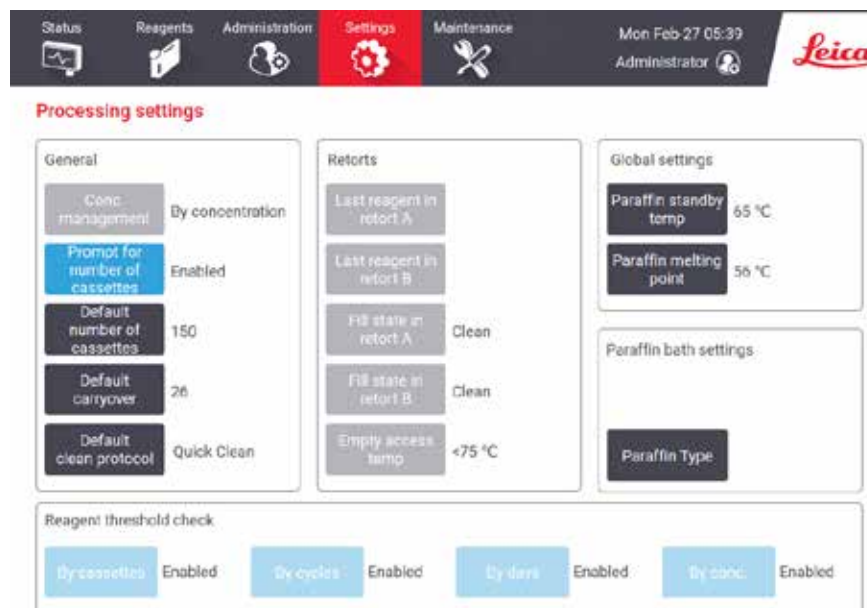 Status Reagents Administration Settings Maintenance
Mon Feb-27 05:39
Administrator
Leica
Processing settings
General
Conc.
management
By concentration
Prompt for
number of
cassettes
Enabled
Default
number of
cassettes
150
Default
carryover
26
Default
clean protocol
Quick Clean
Retorts
Last reagent in
retort A
Last reagent in
retort B
Fill state in
retort A
Clean
Fill state in
retort B
Clean
Empty access
temp
<75 °C
Global settings
Paraffin standby
temp
65 °C
Paraffin melting
point
56 °C
Paraffin bath settings
Paraffin Type
Reagent threshold check
By cassettes Enabled By cycles Enabled By days Enabled By conc. Enabled